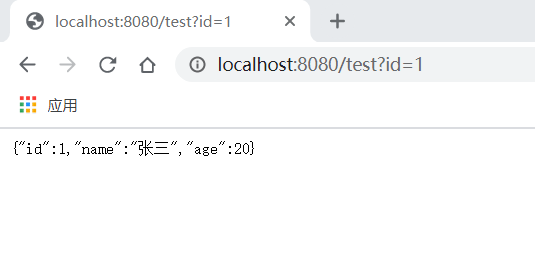 localhost:8080/test?id=1
localhost:8080/test?id=1
应用
{"id":1,"name":"张三","age":20}